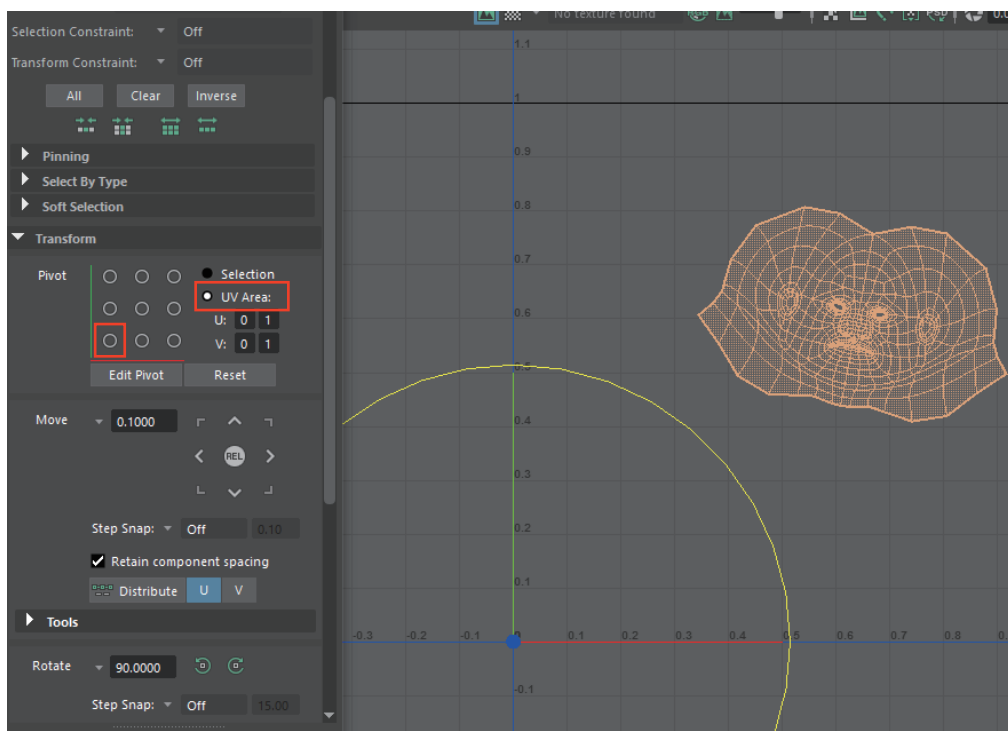 No texture found
Selection Constraint: Off
Transform Constraint: Off
All Clear Inverse
Pinning
Select By Type
Soft Selection
Transform
Pivot
Selection
UV Area:
U: 0 1
V: 0 1
Edit Pivot Reset
Move 0.1000
REL
Step Snap: Off 0.10
Retain component spacing
Distribute U V
Tools
Rotate 90.0000
Step Snap: Off 15.00
1.1
1
0.9
0.8
0.7
0.6
0.5
0.4
0.3
0.2
0.1
-0.3 -0.2 -0.1 0 0.1 0.2 0.3 0.4 0.5 0.6 0.7 0.8
-0.1